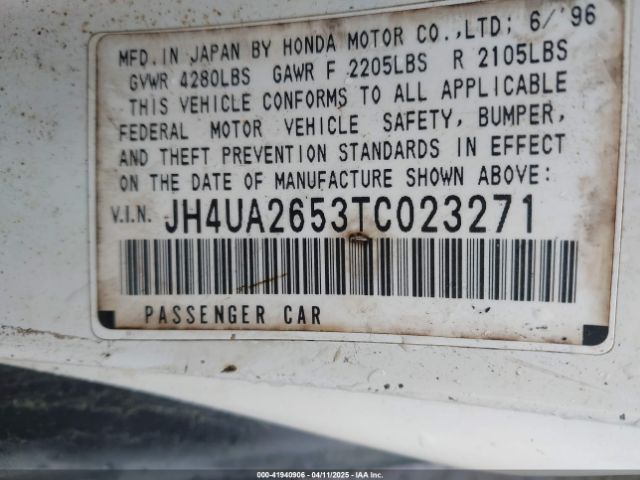 MFD. IN JAPAN BY HONDA MOTOR CO.,LTD; 6/'96
GVWR 4280LBS GAWR F 2205LBS R 2105LBS
THIS VEHICLE CONFORMS TO ALL APPLICABLE
FEDERAL MOTOR VEHICLE SAFETY, BUMPER,
AND THEFT PREVENTION STANDARDS IN EFFECT
ON THE DATE OF MANUFACTURE SHOWN ABOVE:
V.I.N. JH4UA2653TC023271
PASSENGER CAR
000-41940906 - 04/11/2025 - IAA Inc.